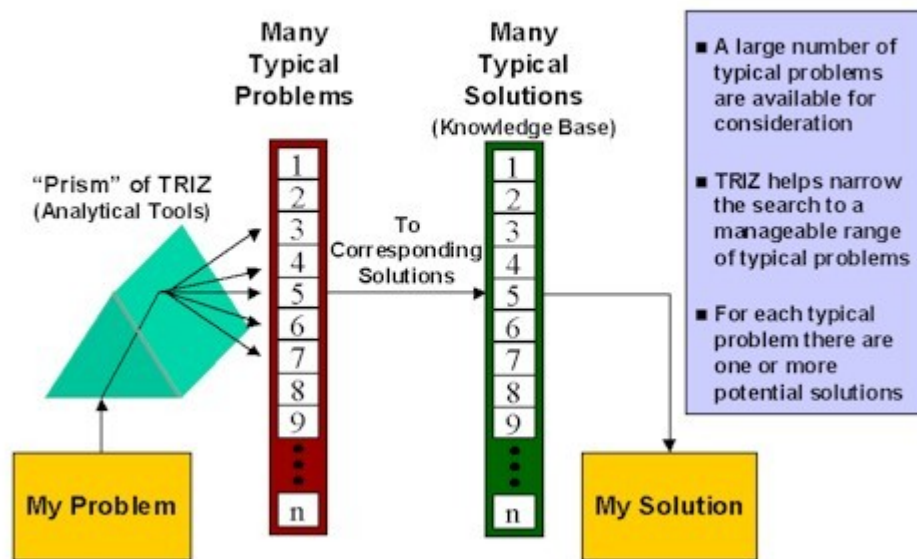 Many
Typical
Problems
Many
Typical
Solutions
(Knowledge Base)
“Prism” of TRIZ
(Analytical Tools)
1
2
3
4
5
6
7
8
9
n
To
Corresponding
Solutions
1
2
3
4
5
6
7
8
9
n
My Problem
My Solution
■ A large number of
typical problems
are available for
consideration
■ TRIZ helps narrow
the search to a
manageable range
of typical problems
■ For each typical
problem there are
one or more
potential solutions